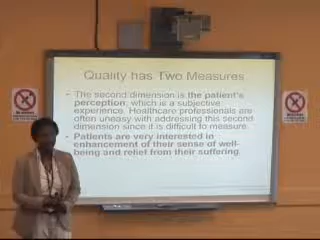 Quality has Two Measures
- The second dimension is the patient's
perception, which is a subjective
experience. Healthcare professionals are
often uneasy with addressing this second
dimension since it is difficult to measure.
- Patients are very interested in
enhancement of their sense of well-
being and relief from their suffering.